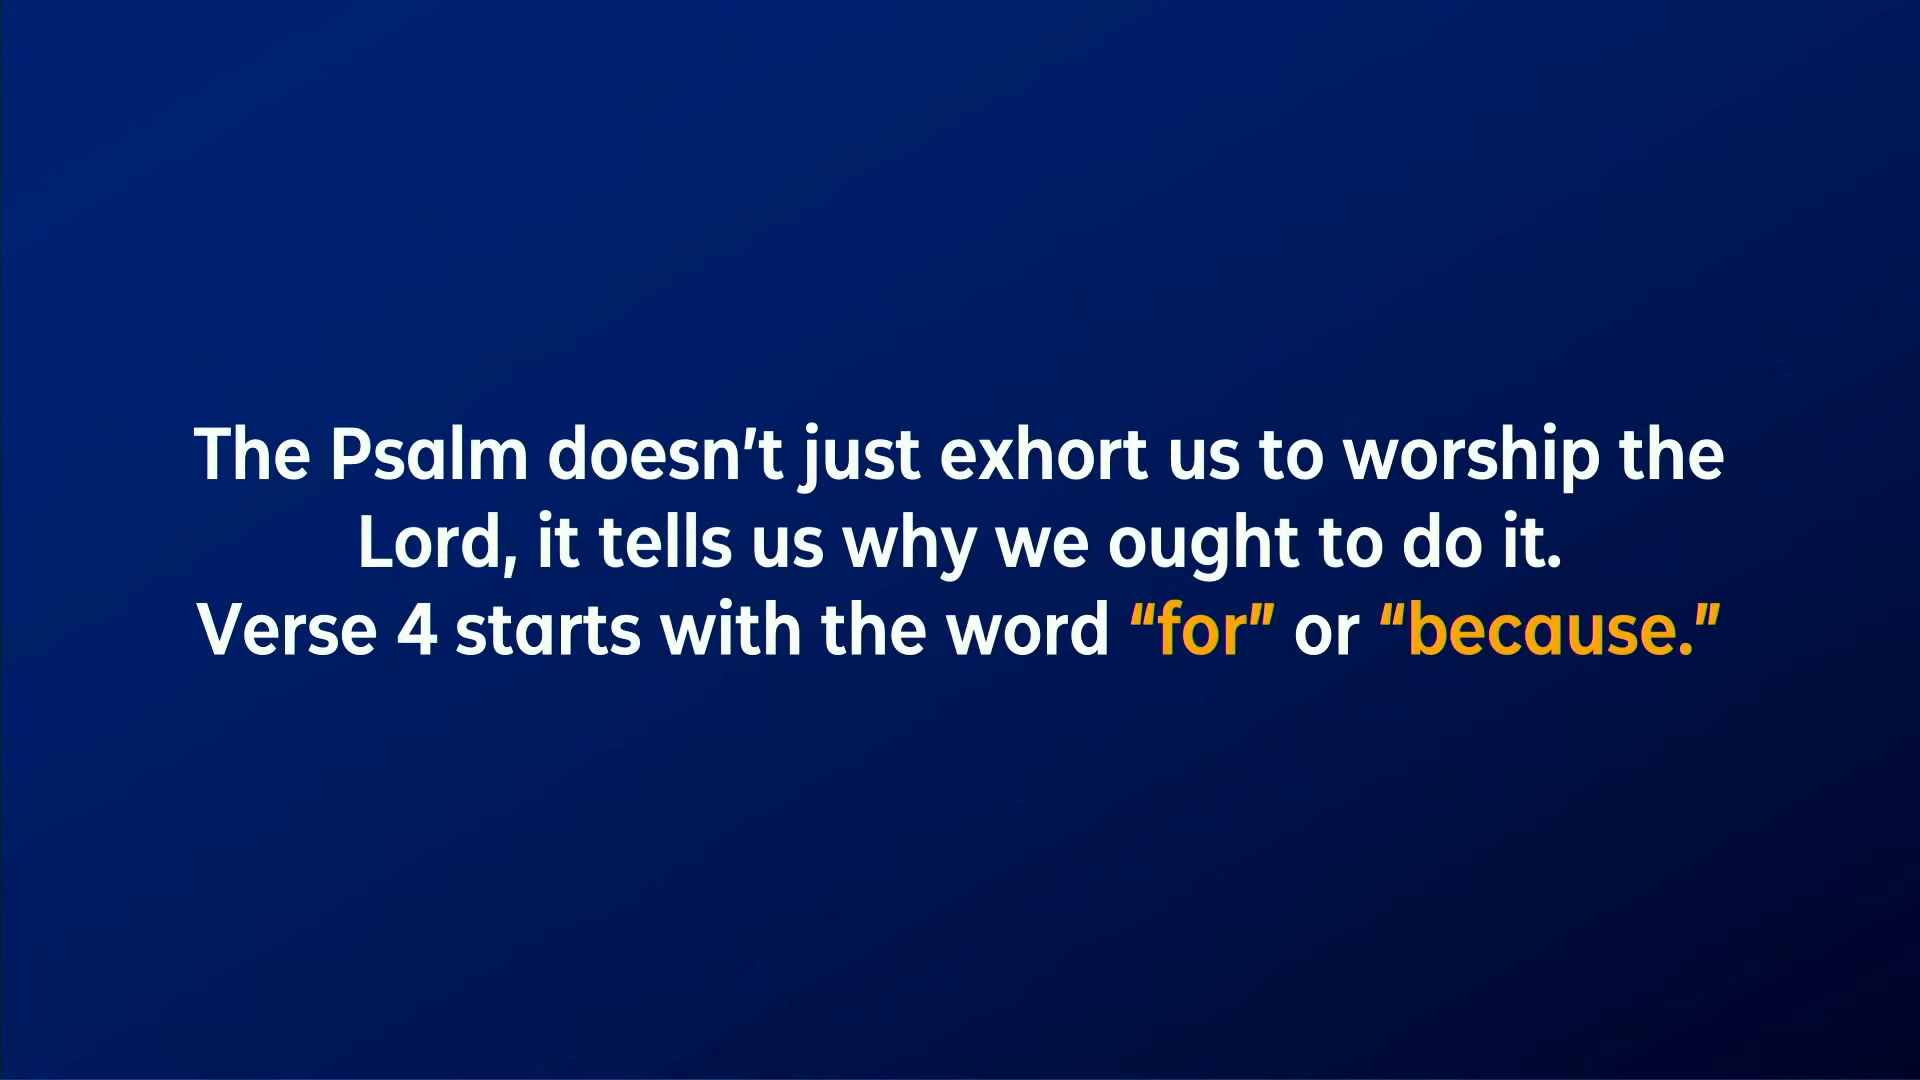 The Psalm doesn’t just exhort us to worship the
Lord, it tells us why we ought to do it.
Verse 4 starts with the word “for” or “because.”